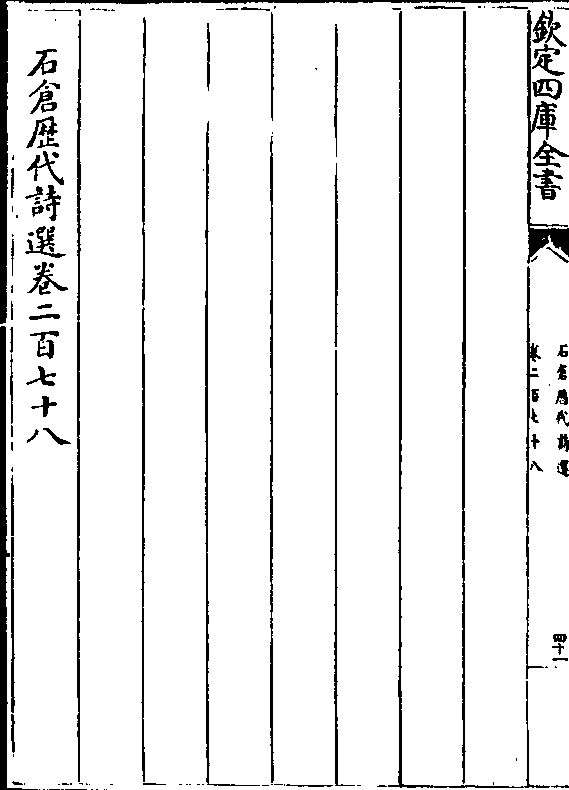 欽定四庫全書
石倉歷代詩選
卷二百七十八
四十一
石倉歷代詩選卷二百七十八